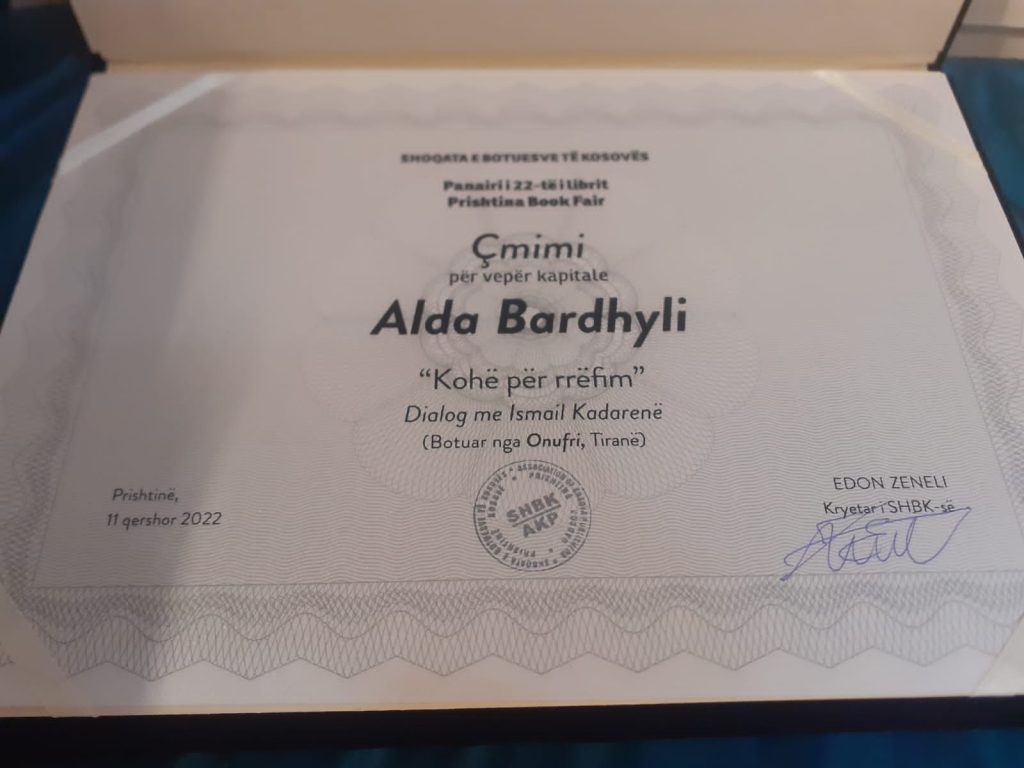 SHOQATA E BOTUESVE TË KOSOVËS
Panairi i 22-të i librit
Prishtina Book Fair
Çmimi
për vepër kapitale
Alda Bardhyli
“Kohë për rrëfim”
Dialog me Ismail Kadarenë
(Botuar nga Onufri, Tiranë)
Prishtinë,
11 qershor 2022
SHBK
AKP
EDON ZENELI
Kryetar i SHBK-së